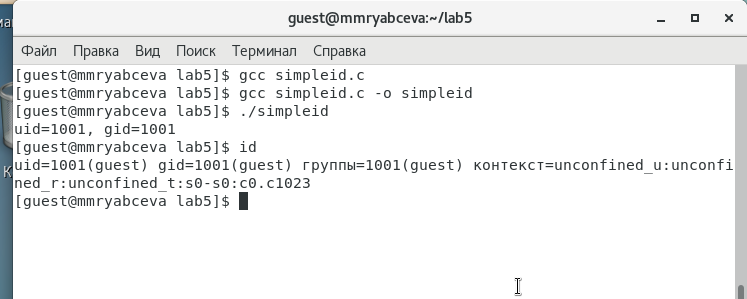 guest@mmryabceva:~/lab5
Файл Правка Вид Поиск Терминал Справка
[guest@mmryabceva lab5]$ gcc simpleid.c
[guest@mmryabceva lab5]$ gcc simpleid.c -o simpleid
[guest@mmryabceva lab5]$ ./simpleid
uid=1001, gid=1001
[guest@mmryabceva lab5]$ id
uid=1001(guest) gid=1001(guest) группы=1001(guest) контекст=unconfined_u:unconfi
ned_r:unconfined_t:s0-s0:c0.c1023
[guest@mmryabceva lab5]$